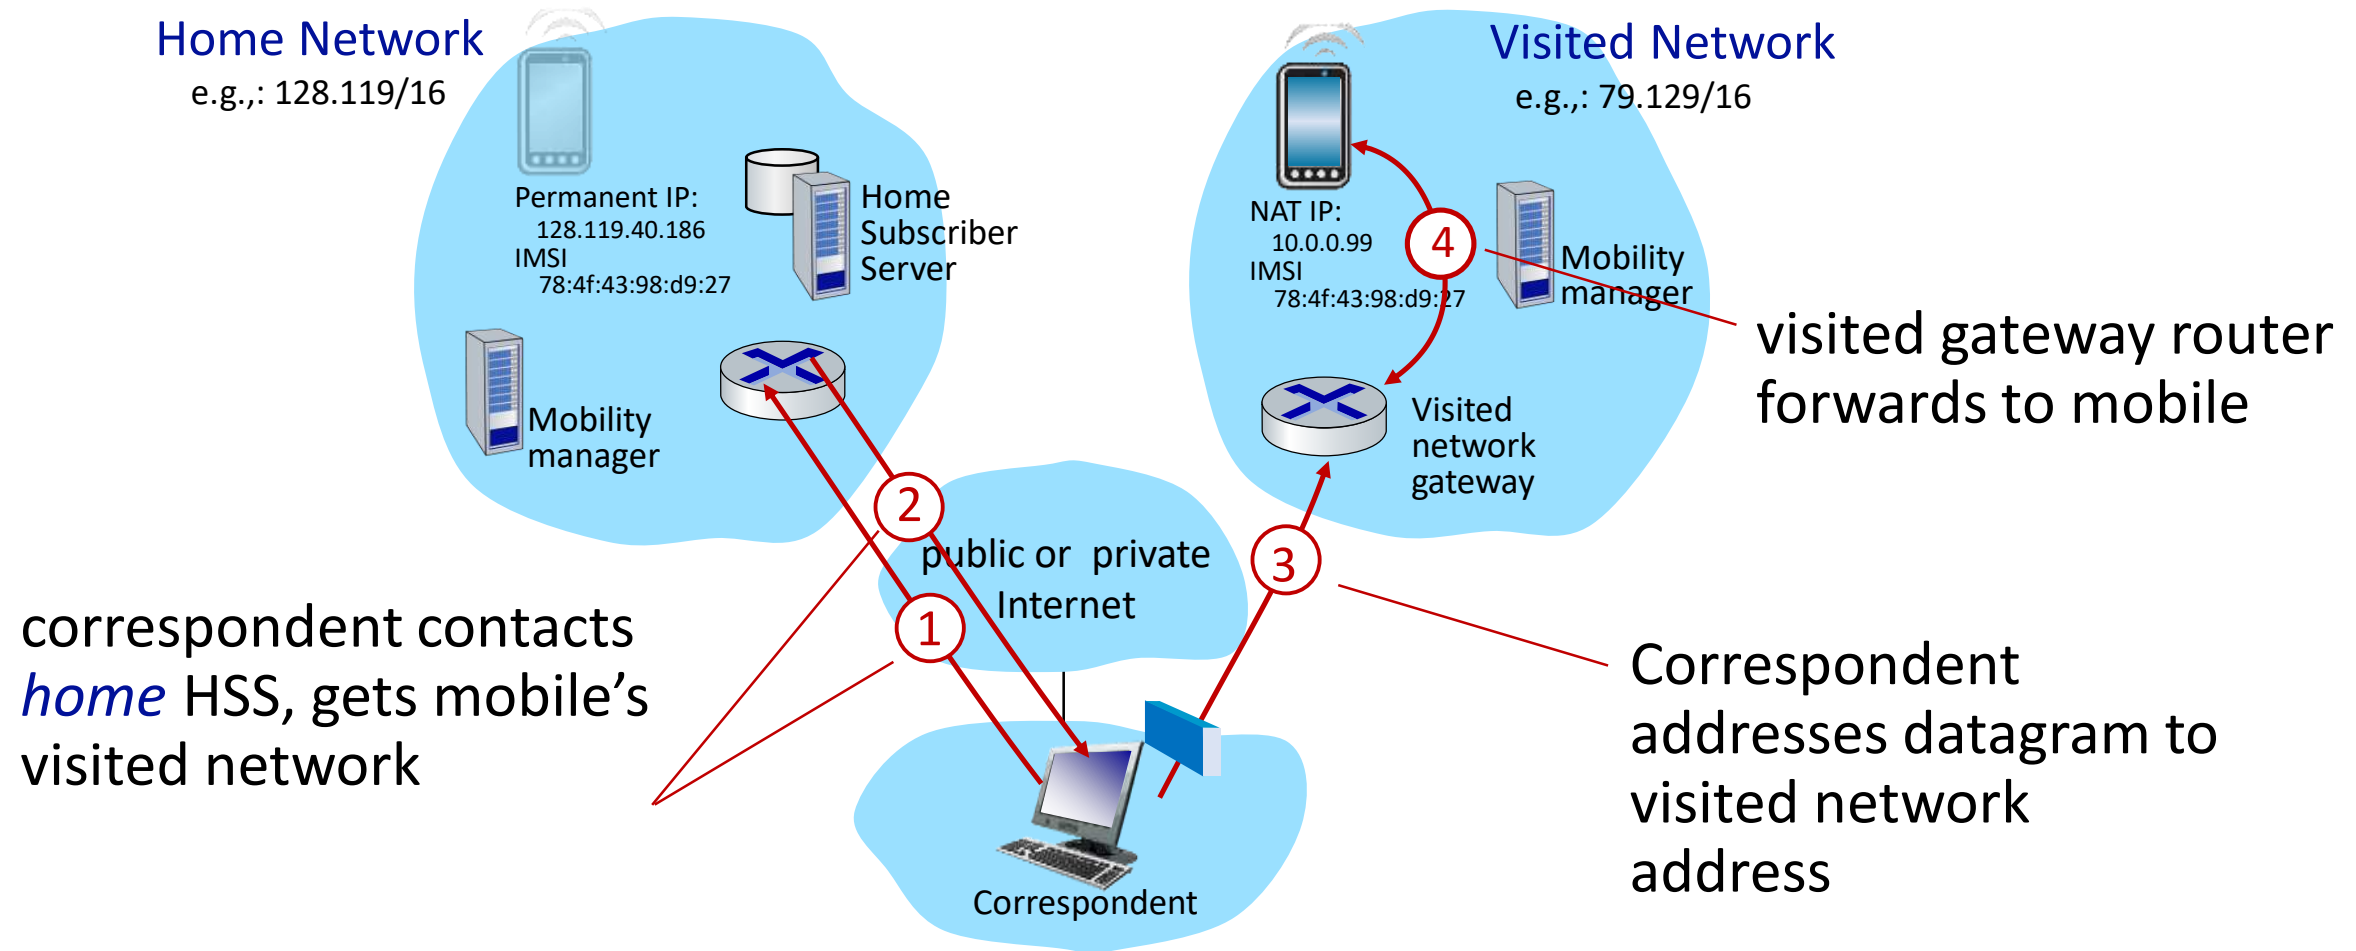 Home Network
e.g.,: 128.119/16
Permanent IP:
128.119.40.186
IMSI
78:4f:43:98:d9:27
Home
Subscriber
Server
Mobility
manager
Visited Network
e.g.,: 79.129/16
NAT IP:
10.0.0.99
IMSI
78:4f:43:98:d9:27
4
Mobility
manager
visited gateway router
forwards to mobile
Visited
network
gateway
2
public or private
Internet
3
1
correspondent contacts
home HSS, gets mobile’s
visited network
Correspondent
addresses datagram to
visited network
address
Correspondent